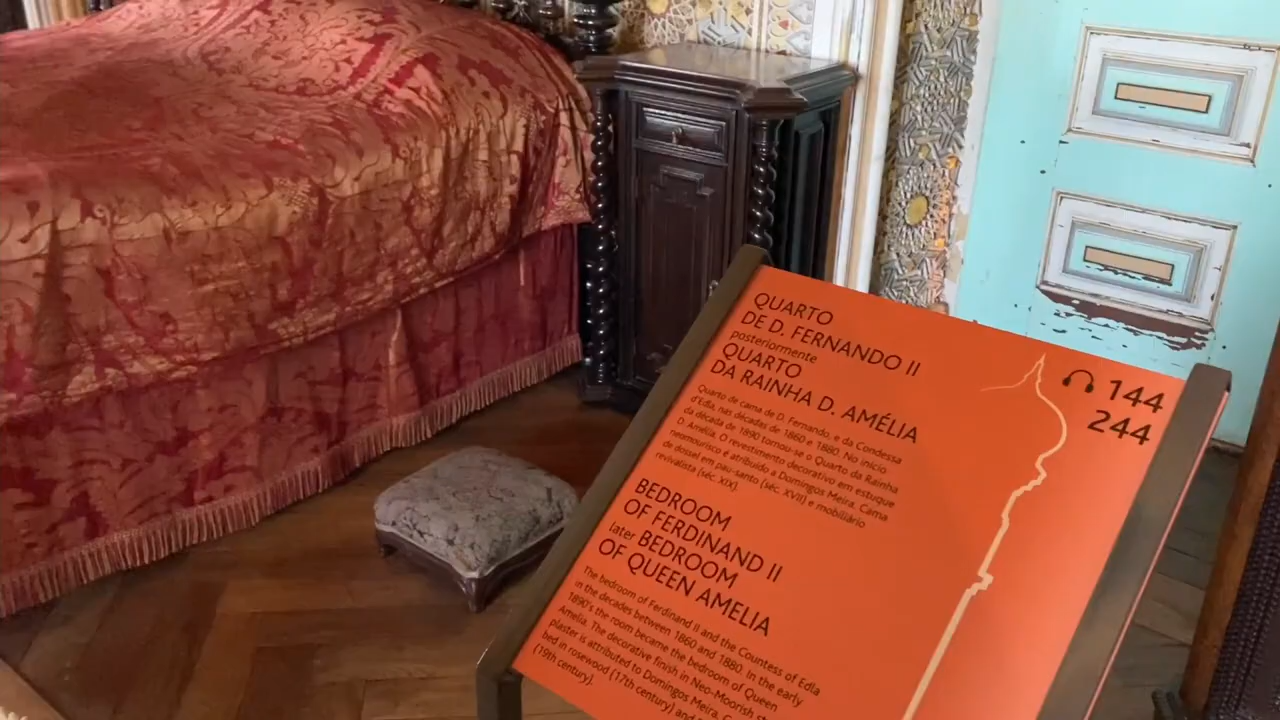 QUARTO
DE D. FERNANDO II
posteriormente
QUARTO
DA RAINHA D. AMÉLIA
144
244
Quarto de cama de D. Fernando, e da Condessa
d'Edla, nas décadas de 1860 e 1880. No início
da década de 1890 tornou-se o Quarto da Rainha
D. Amélia. O revestimento decorativo em estuque
neomourisco é atribuído a Domingos Meira. Cama
de dossel em pau-santo (séc. XVII) e mobiliário
revivalista (séc. XIX).
BEDROOM
OF FERDINAND II
later BEDROOM
OF QUEEN AMELIA
The bedroom of Ferdinand II and the Countess of Edla
in the decades between 1860 and 1880. In the early
1890's the room became the bedroom of Queen
Amelia. The decorative finish in Neo-Moorish
plaster is attributed to Domingos Meira.
bed in rosewood (17th century) and
(19th century).